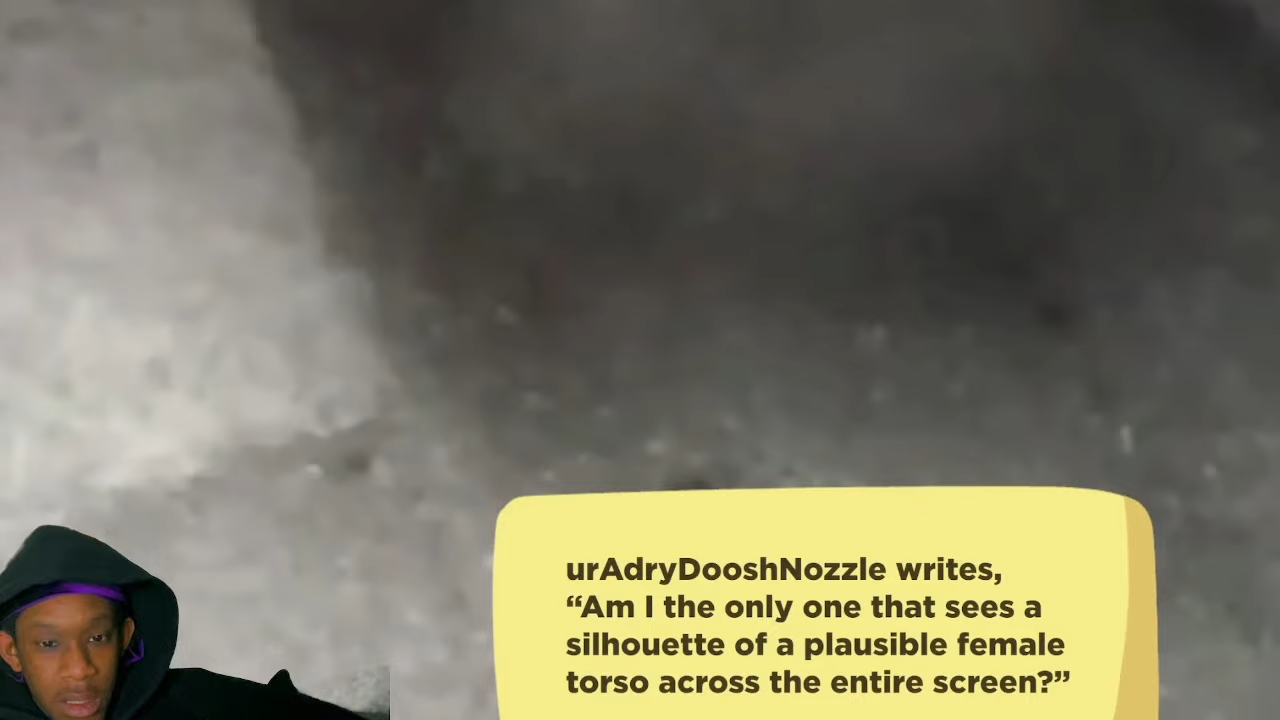 urAdryDooshNozzle writes,
“Am I the only one that sees a
silhouette of a plausible female
torso across the entire screen?”